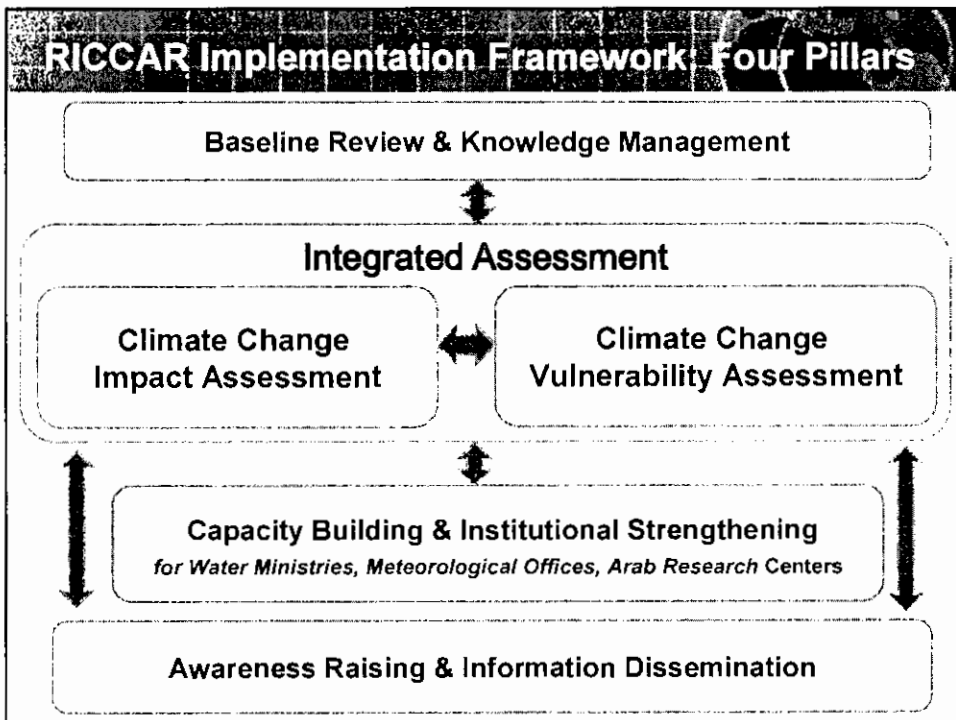 RICCAR Implementation Framework: Four Pillars
Baseline Review & Knowledge Management
Integrated Assessment
Climate Change
Impact Assessment
Climate Change
Vulnerability Assessment
Capacity Building & Institutional Strengthening
for Water Ministries, Meteorological Offices, Arab Research Centers
Awareness Raising & Information Dissemination